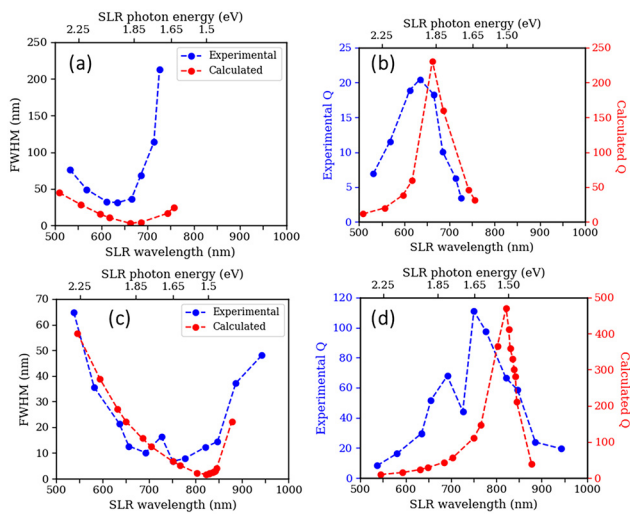 SLR photon energy (eV)
2.25 1.85 1.65 1.50
250
200
150
100
50
0
FWHM (nm)
(a)
Experimental
Calculated
500 600 700 800 900 1000
SLR wavelength (nm)
SLR photon energy (eV)
2.25 1.85 1.65 1.50
25
20
15
10
5
0
Experimental Q
(b)
250
200
150
100
50
0
Calculated Q
500 600 700 800 900 1000
SLR wavelength (nm)
SLR photon energy (eV)
2.25 1.85 1.65 1.5
70
60
50
40
30
20
10
0
FWHM (nm)
(c)
Experimental
Calculated
500 600 700 800 900 1000
SLR wavelength (nm)
SLR photon energy (eV)
2.25 1.85 1.65 1.50
120
100
80
60
40
20
0
Experimental Q
(d)
500
400
300
200
100
0
Calculated Q
500 600 700 800 900 1000
SLR wavelength (nm)